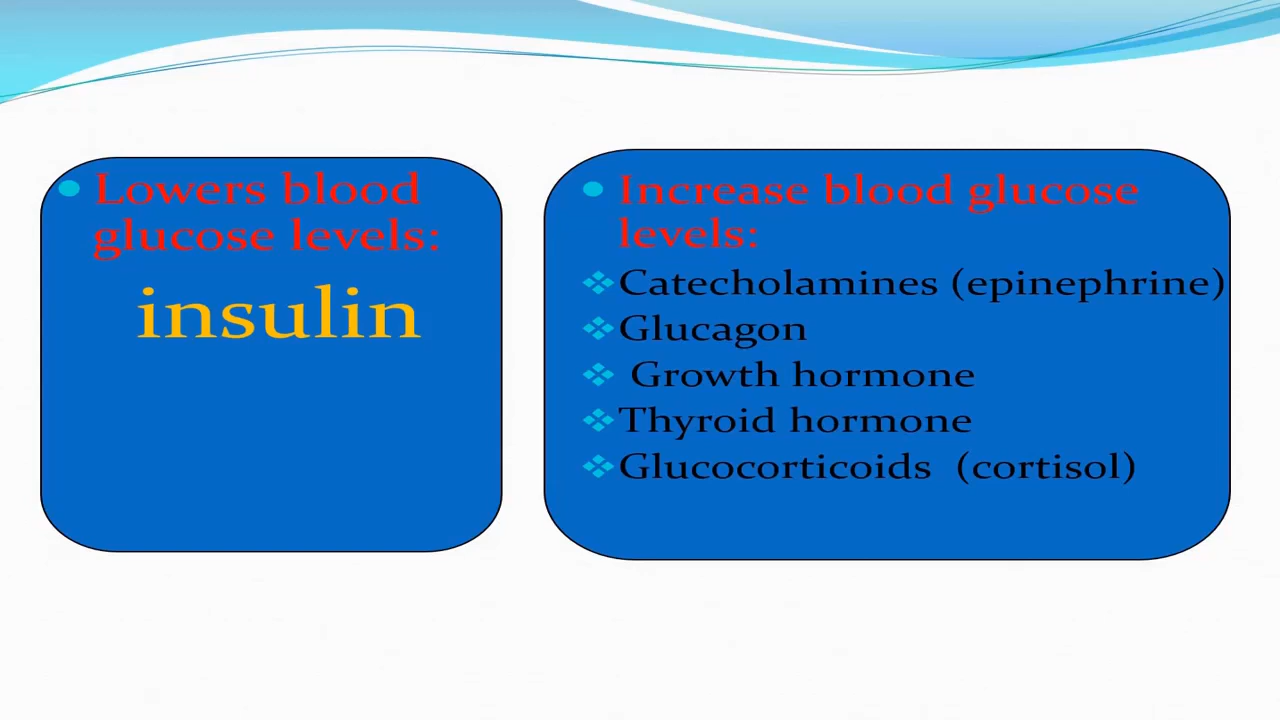 Lowers blood
glucose levels:
insulin
Increase blood glucose
levels:
Catecholamines (epinephrine)
Glucagon
Growth hormone
Thyroid hormone
Glucocorticoids (cortisol)